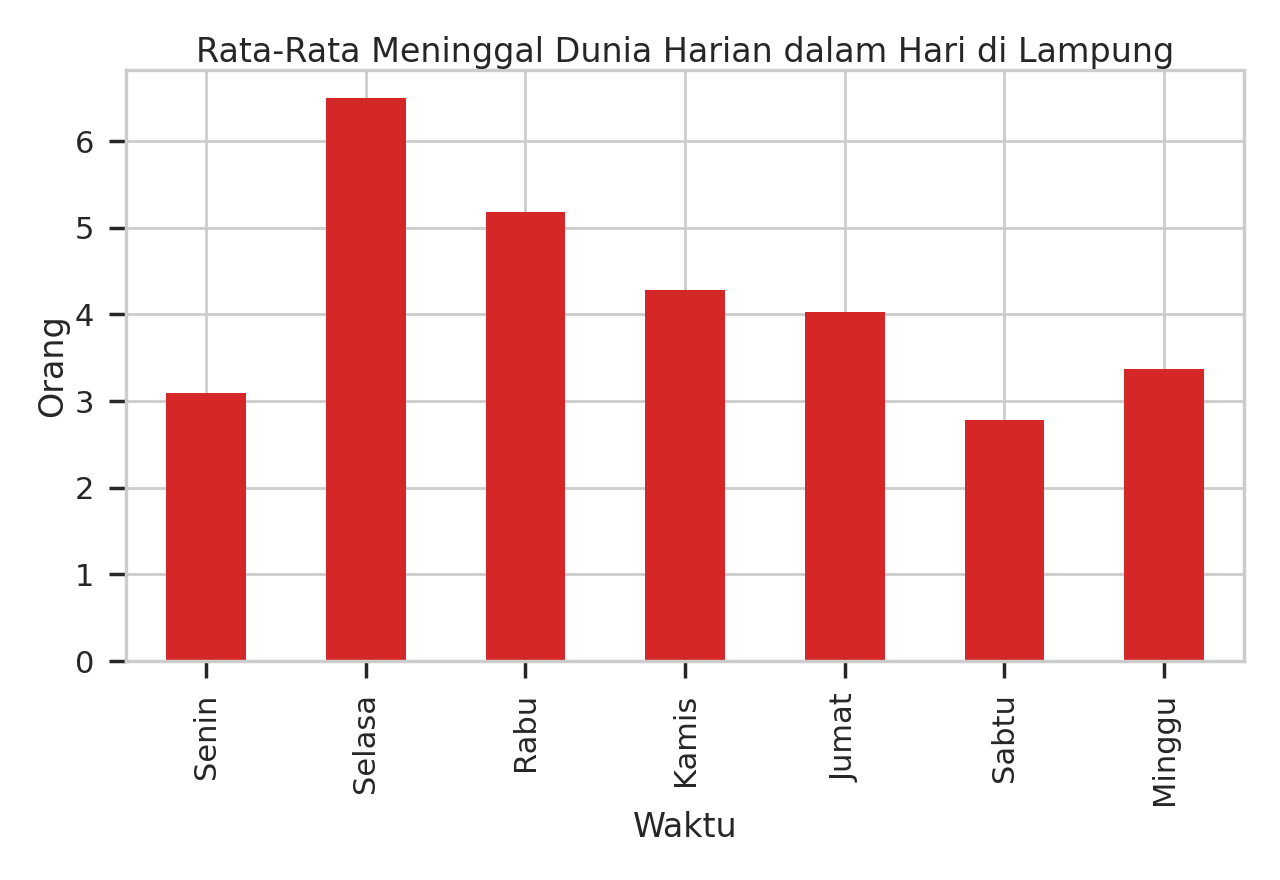 Rata-Rata Meninggal Dunia Harian dalam Hari di Lampung
Orang
6
5
4
3
2
1
0
Senin
Selasa
Rabu
Kamis
Jumat
Sabtu
Minggu
Waktu